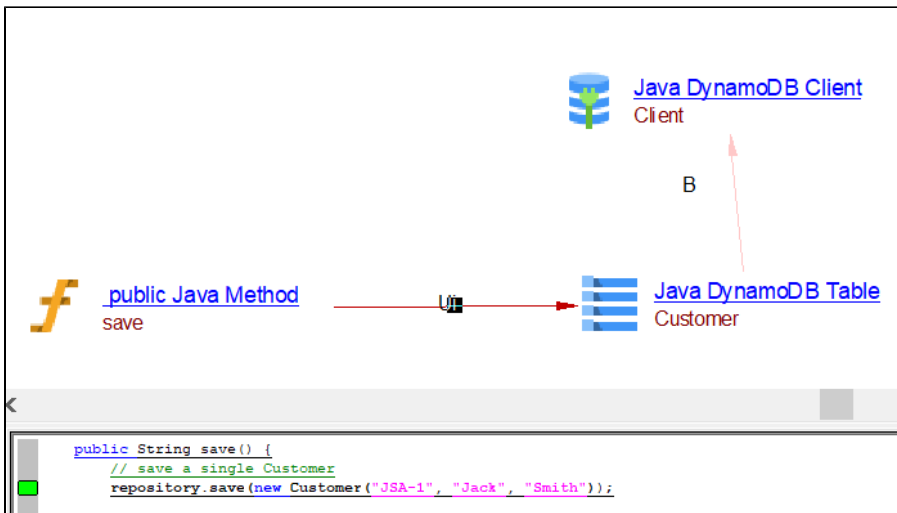 Java DynamoDB Client
Client
B
public Java Method
save
Java DynamoDB Table
Customer
public String save() {
// save a single Customer
repository.save(new Customer("JSA-1", "Jack", "Smith"));